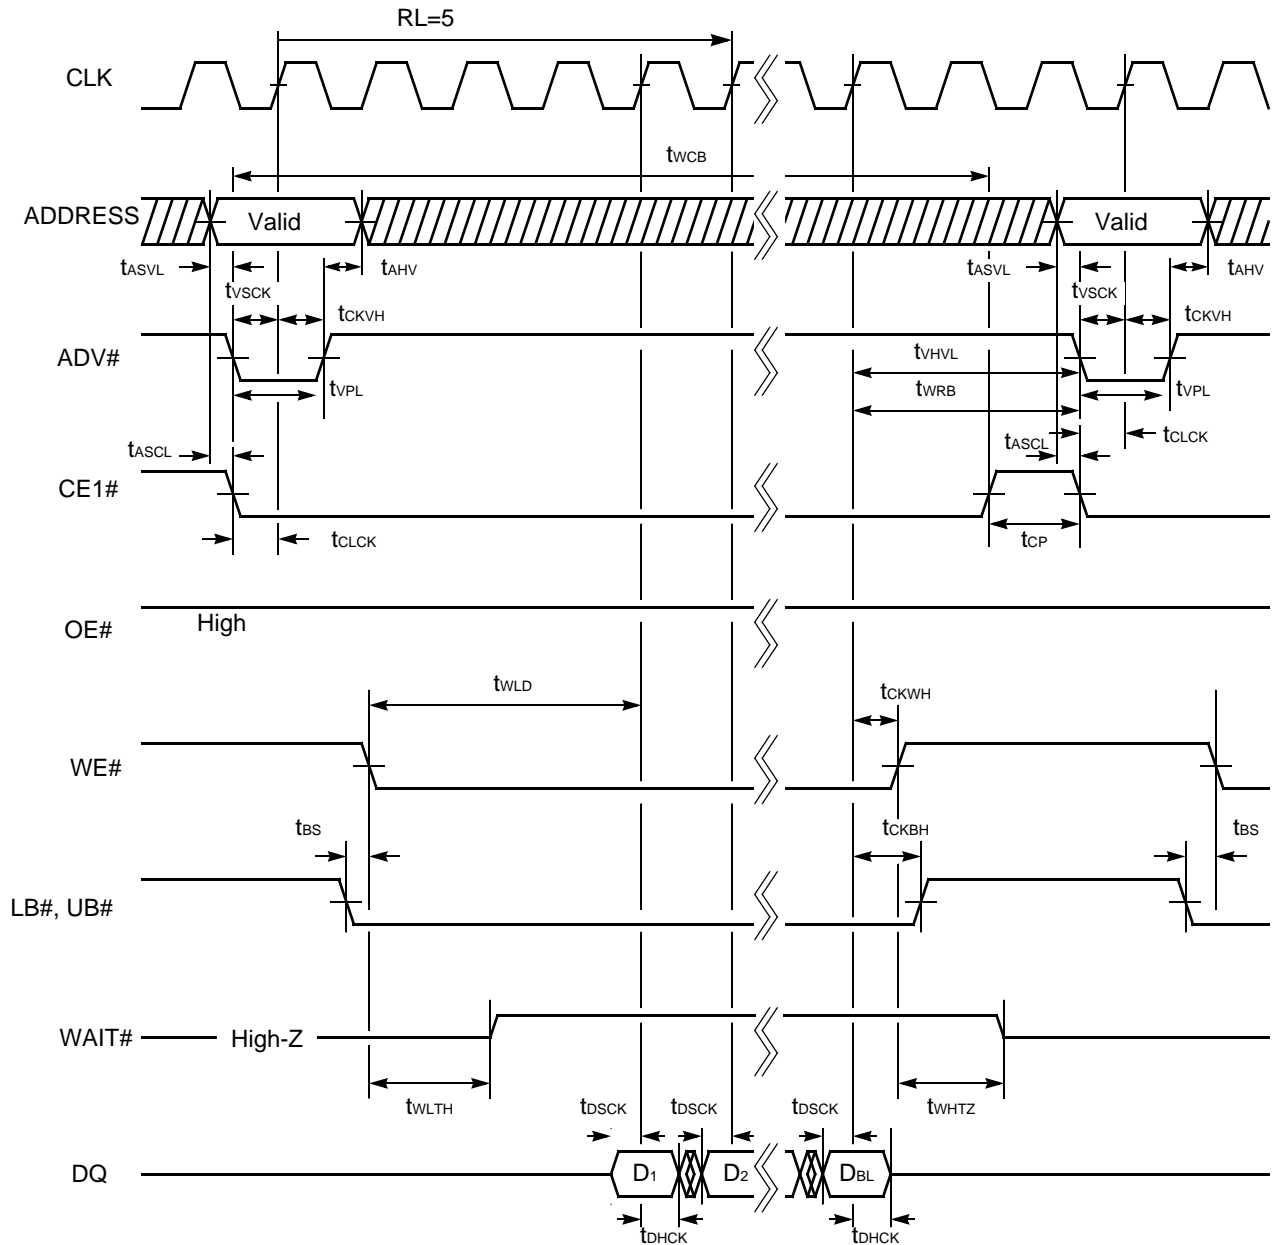 RL=5
CLK
tWCB
ADDRESS Valid Valid
tASVL tAHV tASVL tAHV
tVSCK tVSCK
tCKVH tCKVH
ADV# tVHVL
tVPL tWRB tVPL
tASCL tASCL tCLCK
CE1#
tCLCK tCP
OE# High
tWLD tCKWH
WE#
tBS tCKBH tBS
LB#, UB#
WAIT# High-Z
tWLTH tWHTZ
tDSCK tDSCK tDSCK
DQ D1 D2 DBL
tDHCK tDHCK